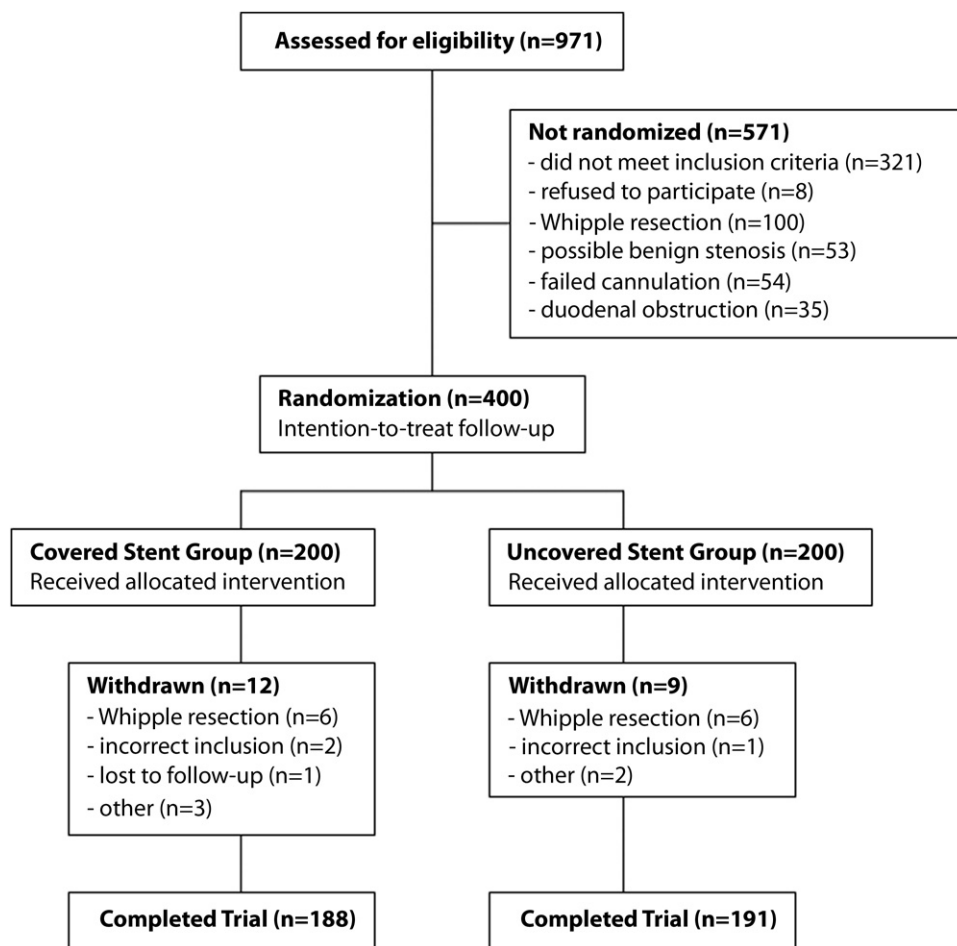 Assessed for eligibility (n=971)
Not randomized (n=571)
- did not meet inclusion criteria (n=321)
- refused to participate (n=8)
- Whipple resection (n=100)
- possible benign stenosis (n=53)
- failed cannulation (n=54)
- duodenal obstruction (n=35)
Randomization (n=400)
Intention-to-treat follow-up
Covered Stent Group (n=200)
Received allocated intervention
Uncovered Stent Group (n=200)
Received allocated intervention
Withdrawn (n=12)
- Whipple resection (n=6)
- incorrect inclusion (n=2)
- lost to follow-up (n=1)
- other (n=3)
Withdrawn (n=9)
- Whipple resection (n=6)
- incorrect inclusion (n=1)
- other (n=2)
Completed Trial (n=188)
Completed Trial (n=191)